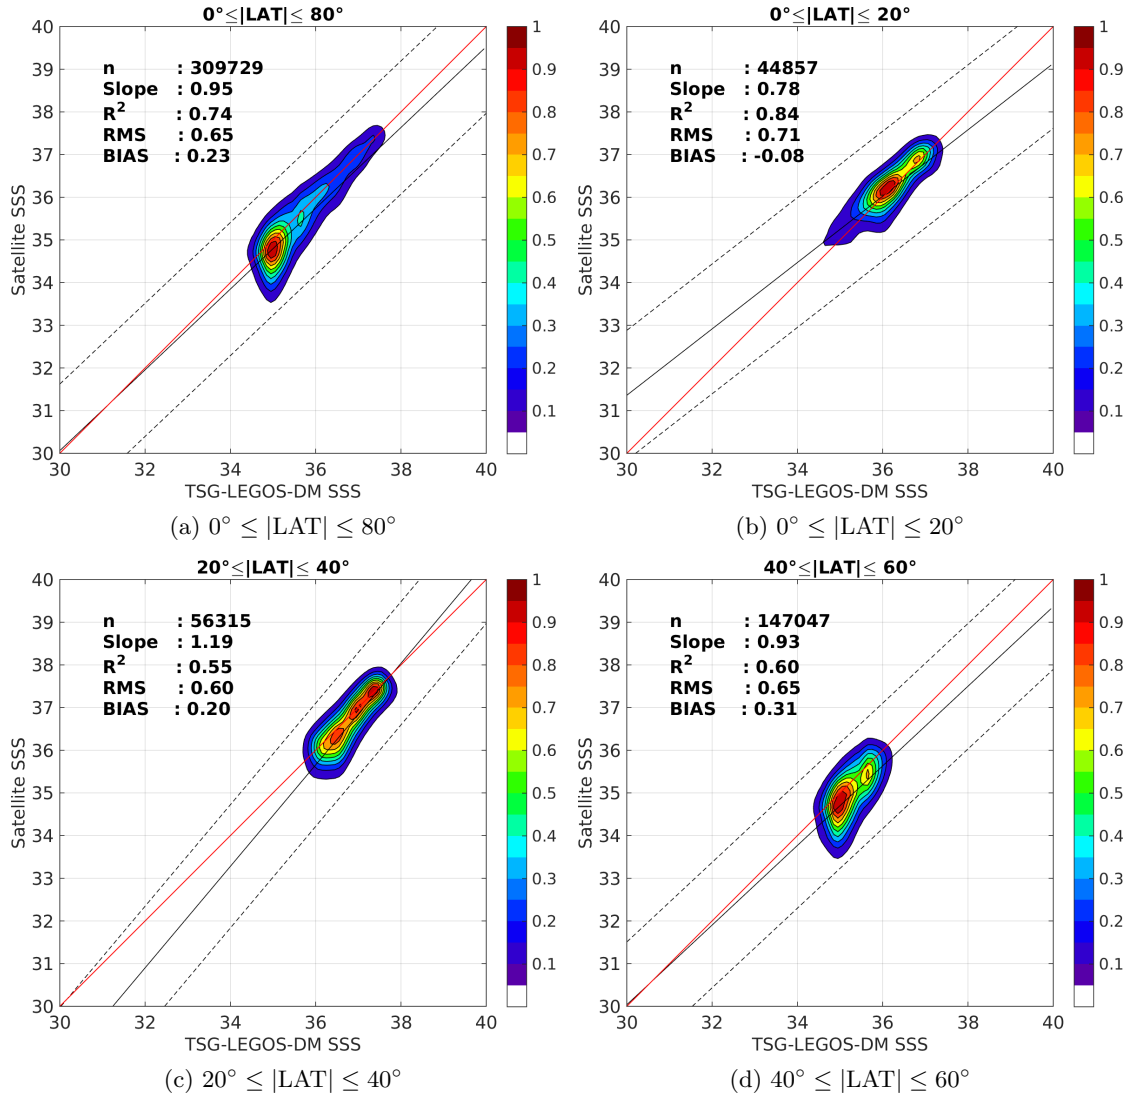 0°≤|LAT|≤ 80°
n : 309729
Slope : 0.95
R2 : 0.74
RMS : 0.65
BIAS : 0.23
40
39
38
37
36
35
34
33
32
31
30
30 32 34 36 38 40
Satellite SSS
TSG-LEGOS-DM SSS
1
0.9
0.8
0.7
0.6
0.5
0.4
0.3
0.2
0.1
(a) 0° ≤ |LAT| ≤ 80°
0°≤|LAT|≤ 20°
n : 44857
Slope : 0.78
R2 : 0.84
RMS : 0.71
BIAS : -0.08
40
39
38
37
36
35
34
33
32
31
30
30 32 34 36 38 40
Satellite SSS
TSG-LEGOS-DM SSS
1
0.9
0.8
0.7
0.6
0.5
0.4
0.3
0.2
0.1
(b) 0° ≤ |LAT| ≤ 20°
20°≤|LAT|≤ 40°
n : 56315
Slope : 1.19
R2 : 0.55
RMS : 0.60
BIAS : 0.20
40
39
38
37
36
35
34
33
32
31
30
30 32 34 36 38 40
Satellite SSS
TSG-LEGOS-DM SSS
1
0.9
0.8
0.7
0.6
0.5
0.4
0.3
0.2
0.1
(c) 20° ≤ |LAT| ≤ 40°
40°≤|LAT|≤ 60°
n : 147047
Slope : 0.93
R2 : 0.60
RMS : 0.65
BIAS : 0.31
40
39
38
37
36
35
34
33
32
31
30
30 32 34 36 38 40
Satellite SSS
TSG-LEGOS-DM SSS
1
0.9
0.8
0.7
0.6
0.5
0.4
0.3
0.2
0.1
(d) 40° ≤ |LAT| ≤ 60°